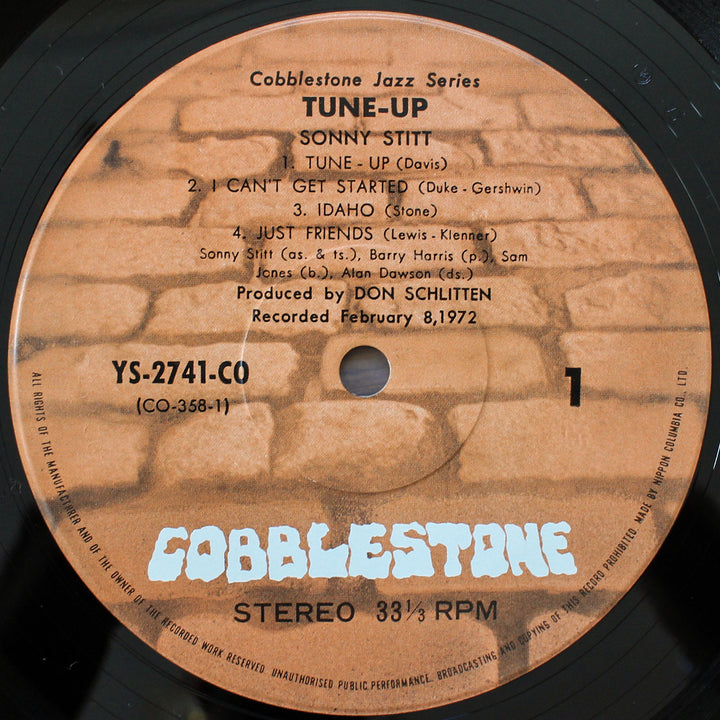 Cobblestone Jazz Series
TUNE-UP
SONNY STITT
1. TUNE-UP (Davis)
2. I CAN'T GET STARTED (Duke-Gershwin)
3. IDAHO (Stone)
4. JUST FRIENDS (Lewis-Klenner)
Sonny Stitt (as. & ts.), Barry Harris (p.), Sam
Jones (b.), Alan Dawson (ds.)
Produced by DON SCHLITTEN
Recorded February 8,1972
YS-2741-CO
(CO-358-1)
1
COBBLESTONE
STEREO 33⅓ RPM
ALL RIGHTS OF THE MANUFACTRRER AND OF THE OWNER OF THE RECORDED WORK RESERVED. UNAUTHORISED PUBLIC PERFORMANCE, BROADCASTING AND COPYING OF THIS RECORD PROHIBITED. MADE BY NIPPON COLUMBIA CO., LTD.